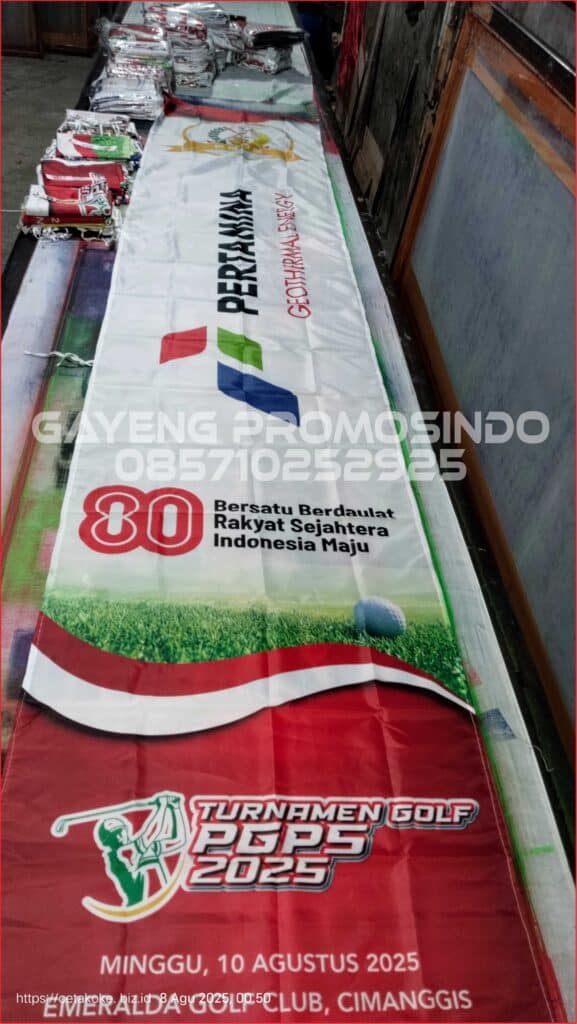 PERTAMINA
GEOTHERMAL ENERGY
GAYENG PROMOSINDO
085710252925
80
Bersatu Berdaulat
Rakyat Sejahtera
Indonesia Maju
TURNAMEN GOLF
PGPS
2025
MINGGU, 10 AGUSTUS 2025
https://cetakoke. biz.id 8 Agu 2025, 00.50
EMERALDA GOLF CLUB, CIMANGGIS